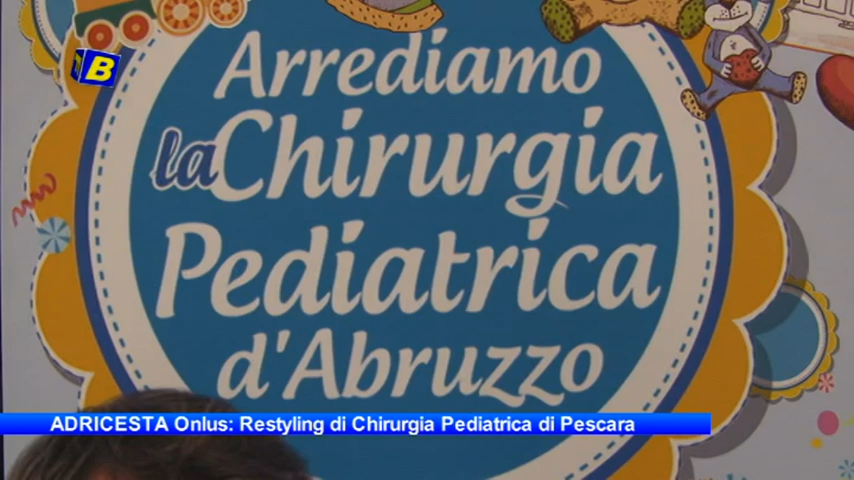 B
Arrediamo
la Chirurgia
Pediatrica
d'Abruzzo
ADRICESTA Onlus: Restyling di Chirurgia Pediatrica di Pescara